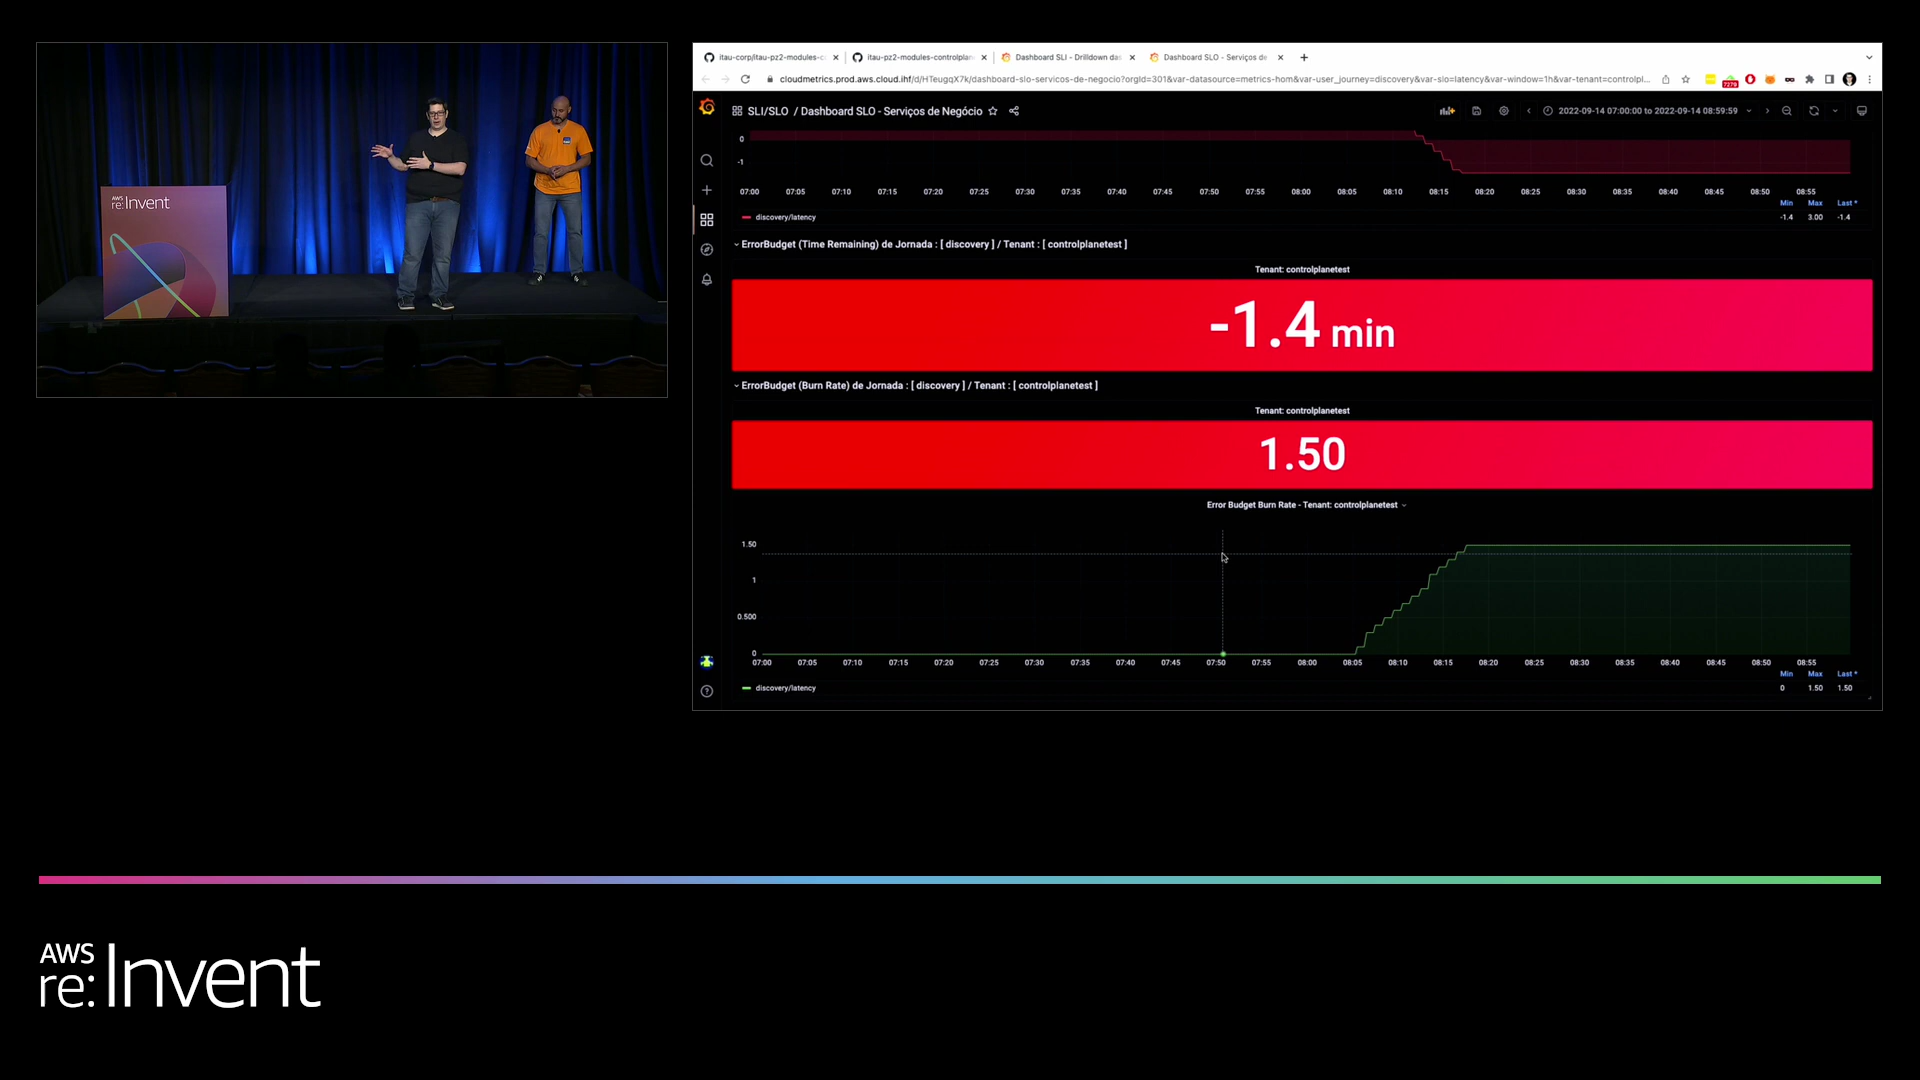 AWS
re:Invent
itau-corp/itau-pz2-modules-c
itau-pz2-modules-controlplan
Dashboard SLI - Drilldown das
Dashboard SLO - Serviços de
cloudmetrics.prod.aws.cloud.ihf/d/HTeugqX7k/dashboard-slo-servicos-de-negocio?orgId=301&var-datasource=metrics-hom&var-user_journey=discovery&var-slo=latency&var-window=1h&var-tenant=controlpl...
7279
SLI/SLO / Dashboard SLO - Serviços de Negócio
2022-09-14 07:00:00 to 2022-09-14 08:59:59
0
-1
07:00 07:05 07:10 07:15 07:20 07:25 07:30 07:35 07:40 07:45 07:50 07:55 08:00 08:05 08:10 08:15 08:20 08:25 08:30 08:35 08:40 08:45 08:50 08:55
Min Max Last *
discovery/latency -1.4 3.00 -1.4
ErrorBudget (Time Remaining) de Jornada : [ discovery ] / Tenant : [ controlplanetest ]
Tenant: controlplanetest
-1.4 min
ErrorBudget (Burn Rate) de Jornada : [ discovery ] / Tenant : [ controlplanetest ]
Tenant: controlplanetest
1.50
Error Budget Burn Rate - Tenant: controlplanetest
1.50
1
0.500
0
07:00 07:05 07:10 07:15 07:20 07:25 07:30 07:35 07:40 07:45 07:50 07:55 08:00 08:05 08:10 08:15 08:20 08:25 08:30 08:35 08:40 08:45 08:50 08:55
Min Max Last *
discovery/latency 0 1.50 1.50
AWS
re:Invent